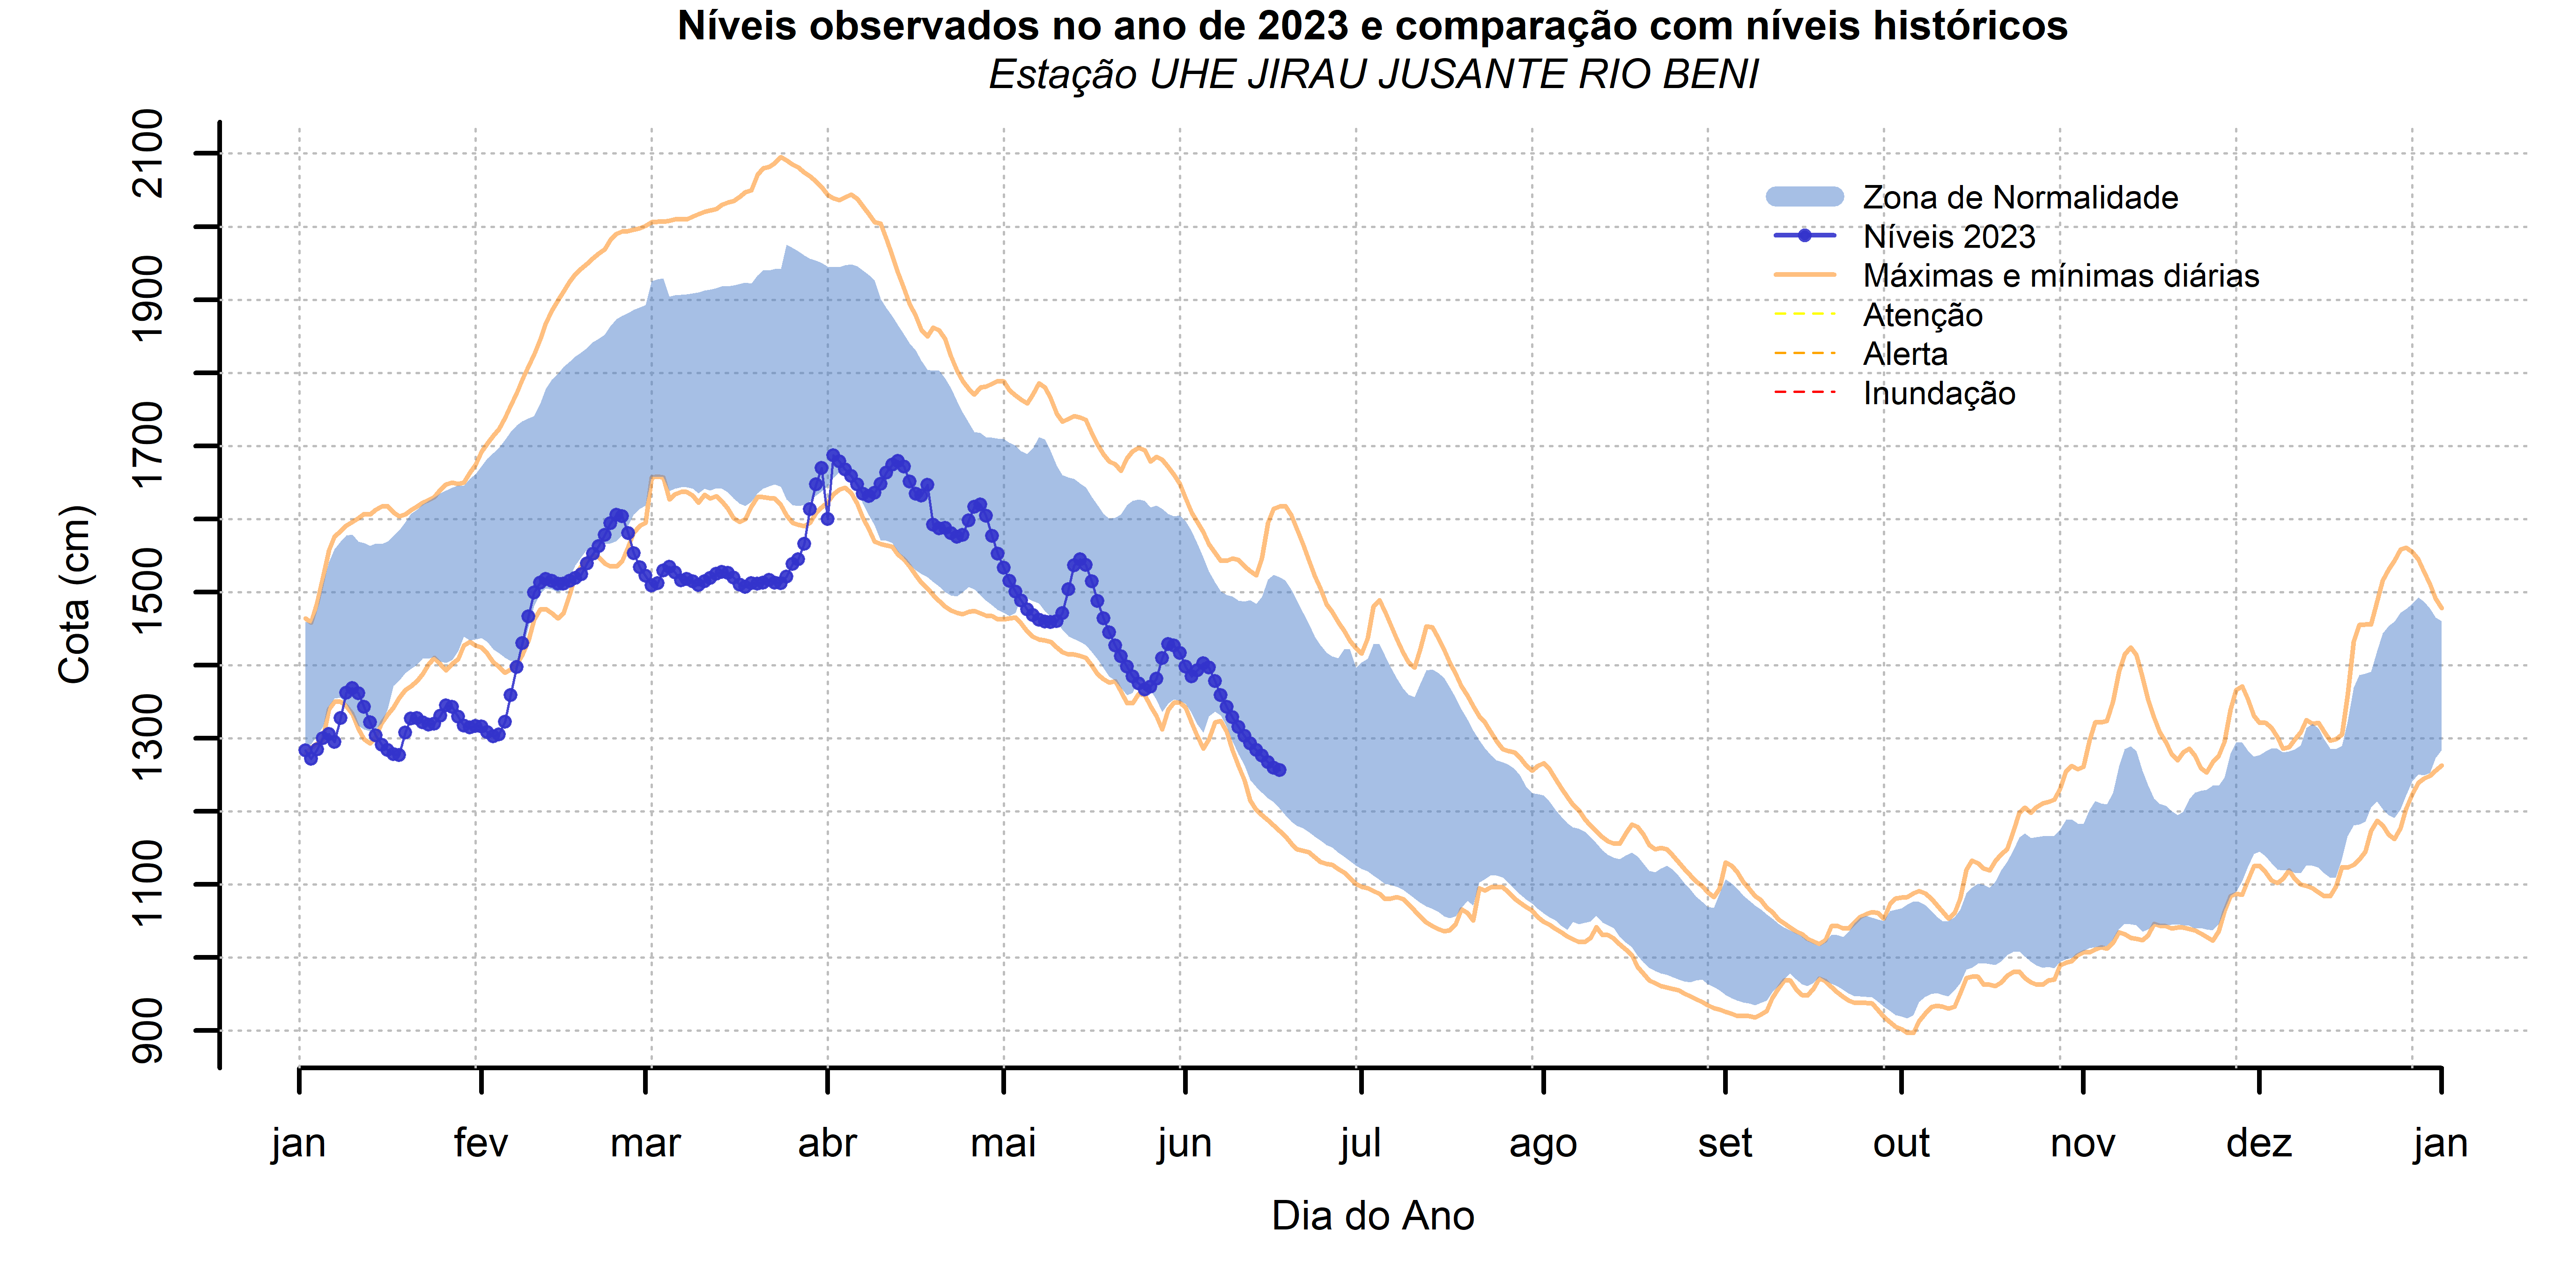 Níveis observados no ano de 2023 e comparação com níveis históricos
Estação UHE JIRAU JUSANTE RIO BENI
Cota (cm)
2100
1900
1700
1500
1300
1100
900
Zona de Normalidade
Níveis 2023
Máximas e mínimas diárias
Atenção
Alerta
Inundação
jan fev mar abr mai jun jul ago set out nov dez jan
Dia do Ano